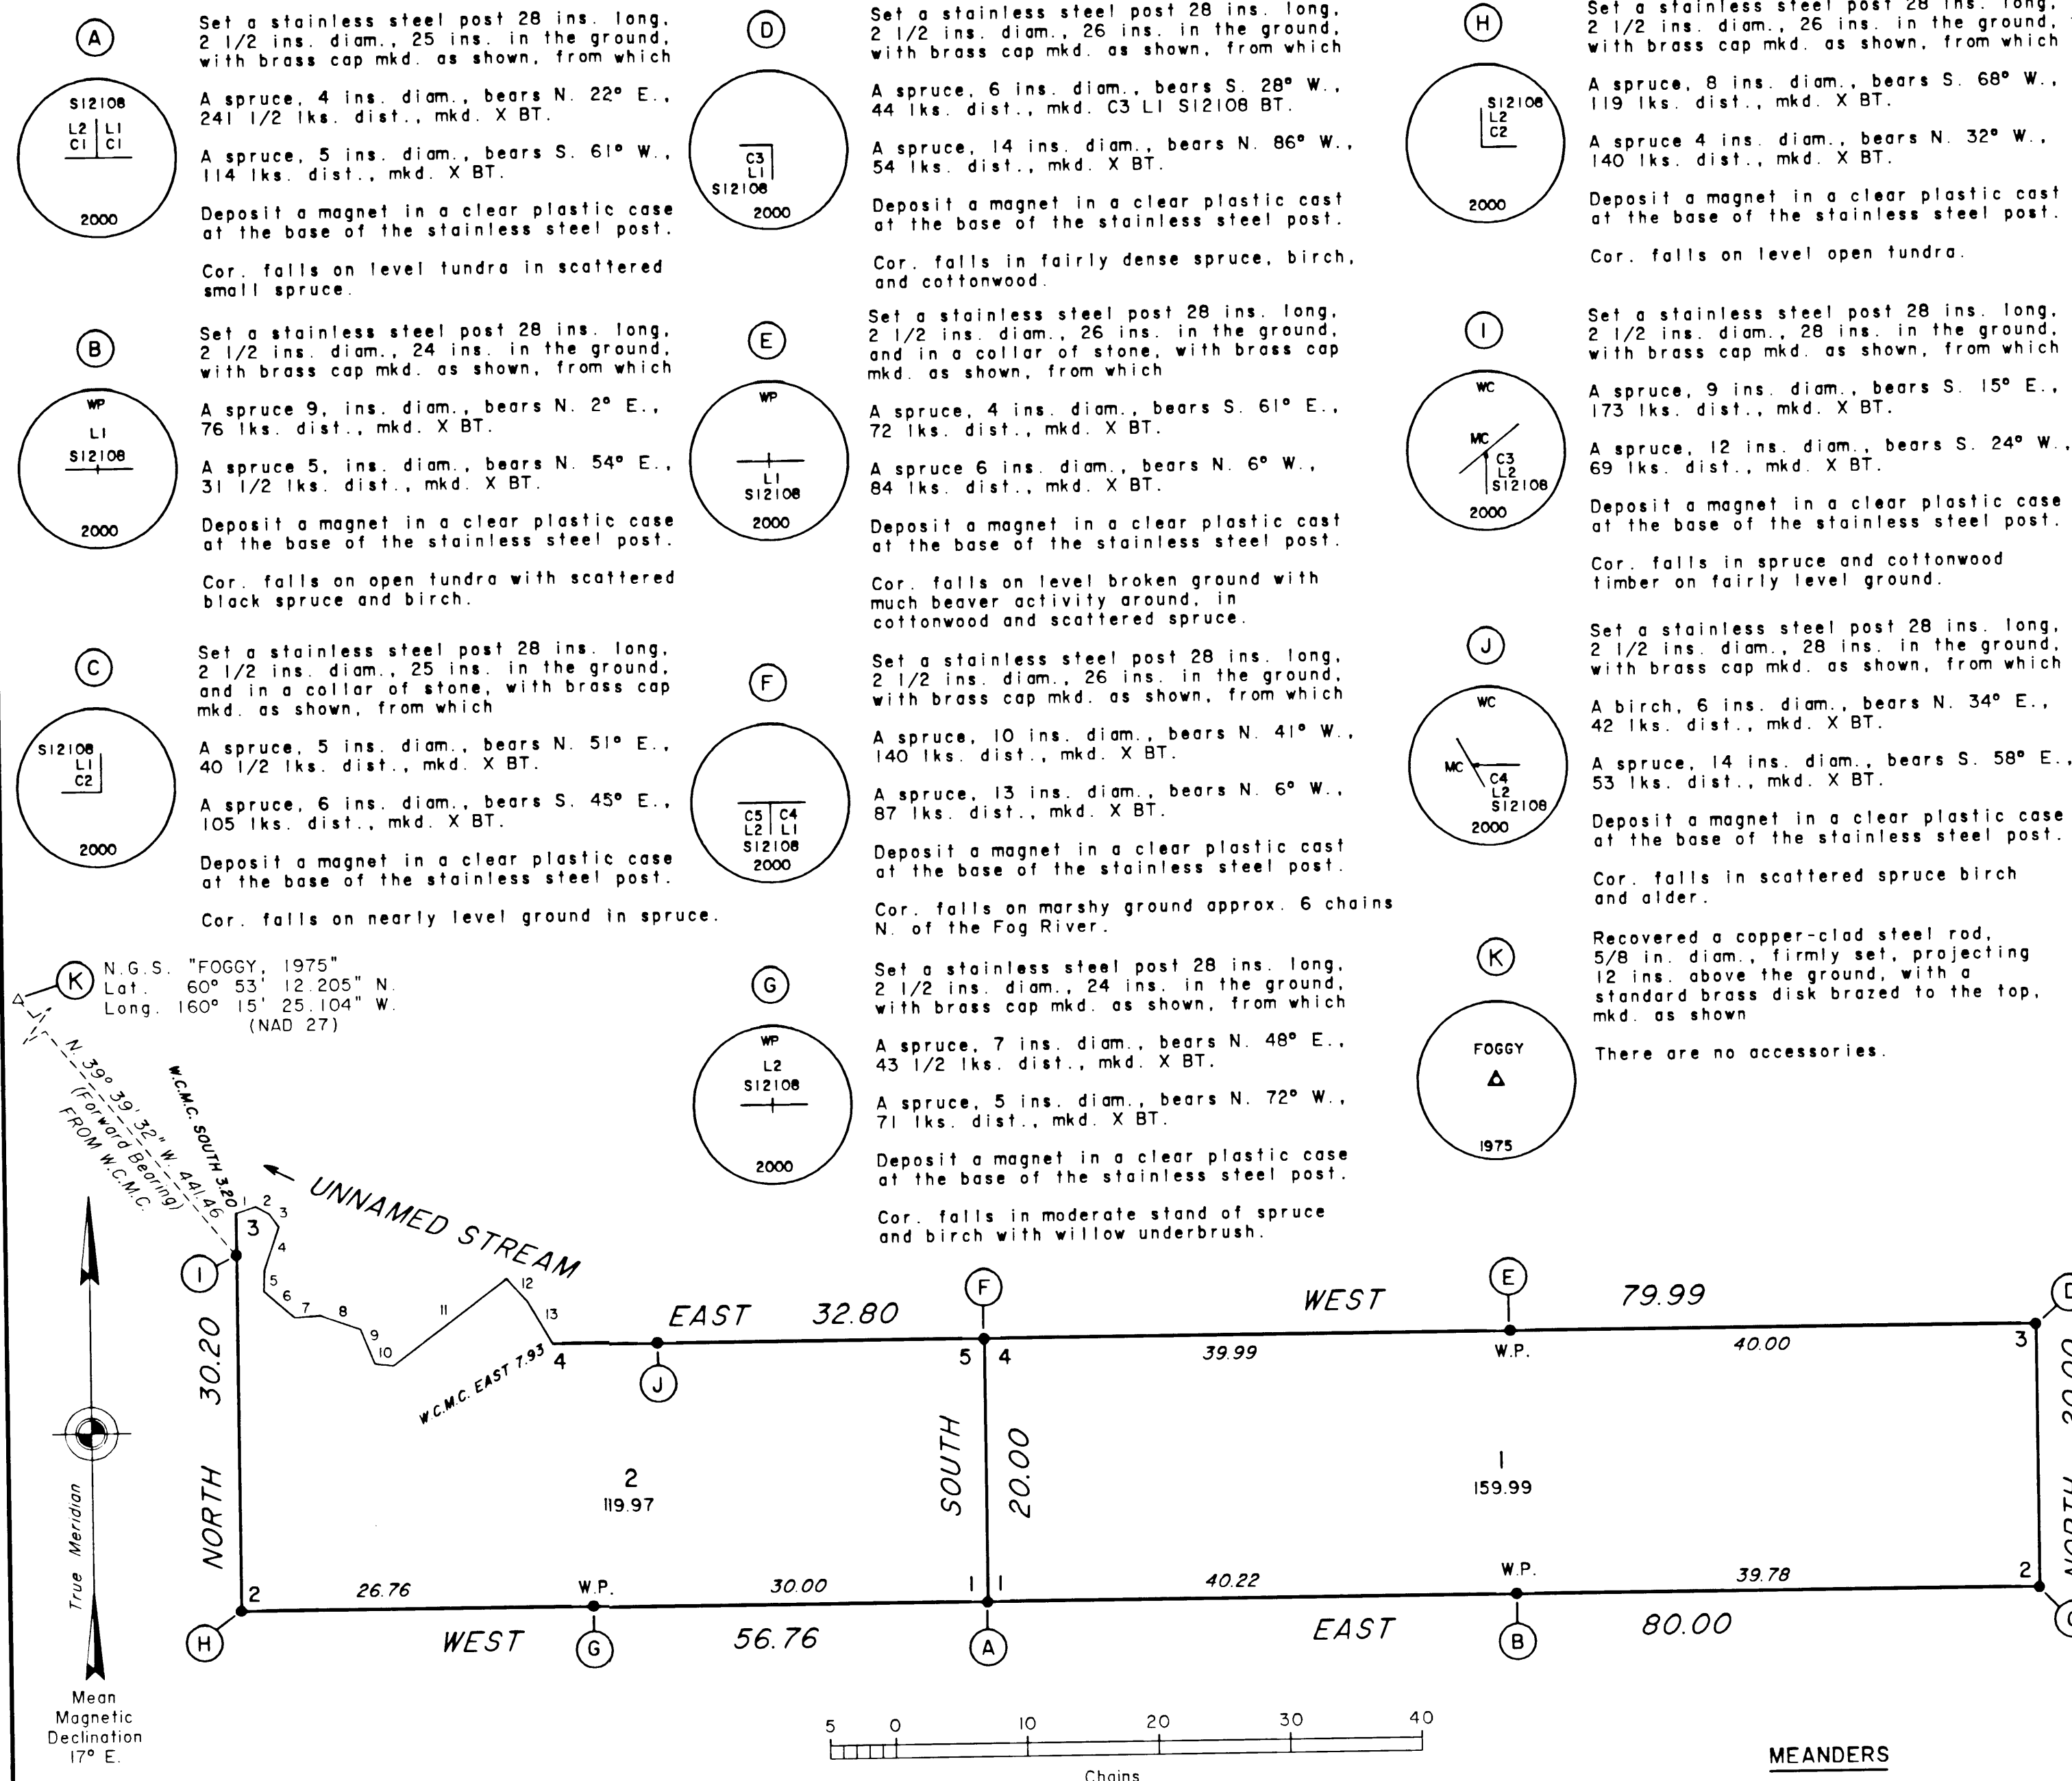 A
S12108
L2 L1
C1 C1
2000
Set a stainless steel post 28 ins. long,
2 1/2 ins. diam., 25 ins. in the ground,
with brass cap mkd. as shown, from which
A spruce, 4 ins. diam., bears N. 22° E.,
241 1/2 lks. dist., mkd. X BT.
A spruce, 5 ins. diam., bears S. 61° W.,
114 lks. dist., mkd. X BT.
Deposit a magnet in a clear plastic case
at the base of the stainless steel post.
Cor. falls on level tundra in scattered
small spruce.
B
WP
L1
S12108
2000
Set a stainless steel post 28 ins. long,
2 1/2 ins. diam., 24 ins. in the ground,
with brass cap mkd. as shown, from which
A spruce 9, ins. diam., bears N. 2° E.,
76 lks. dist., mkd. X BT.
A spruce 5, ins. diam., bears N. 54° E.,
31 1/2 lks. dist., mkd. X BT.
Deposit a magnet in a clear plastic case
at the base of the stainless steel post.
Cor. falls on open tundra with scattered
black spruce and birch.
C
S12108
L1
C2
2000
Set a stainless steel post 28 ins. long,
2 1/2 ins. diam., 25 ins. in the ground,
and in a collar of stone, with brass cap
mkd. as shown, from which
A spruce, 5 ins. diam., bears N. 51° E.,
40 1/2 lks. dist., mkd. X BT.
A spruce, 6 ins. diam., bears S. 45° E.,
105 lks. dist., mkd. X BT.
Deposit a magnet in a clear plastic case
at the base of the stainless steel post.
Cor. falls on nearly level ground in spruce.
D
C3
L1
S12108
2000
Set a stainless steel post 28 ins. long,
2 1/2 ins. diam., 26 ins. in the ground,
with brass cap mkd. as shown, from which
A spruce, 6 ins. diam., bears S. 28° W.,
44 lks. dist., mkd. C3 L1 S12108 BT.
A spruce, 14 ins. diam., bears N. 86° W.,
54 lks. dist., mkd. X BT.
Deposit a magnet in a clear plastic cast
at the base of the stainless steel post.
Cor. falls in fairly dense spruce, birch,
and cottonwood.
E
WP
L1
S12108
2000
Set a stainless steel post 28 ins. long,
2 1/2 ins. diam., 26 ins. in the ground,
and in a collar of stone, with brass cap
mkd. as shown, from which
A spruce, 4 ins. diam., bears S. 61° E.,
72 lks. dist., mkd. X BT.
A spruce 6 ins. diam., bears N. 6° W.,
84 lks. dist., mkd. X BT.
Deposit a magnet in a clear plastic cast
at the base of the stainless steel post.
Cor. falls on level broken ground with
much beaver activity around, in
cottonwood and scattered spruce.
F
C5 C4
L2 L1
S12108
2000
Set a stainless steel post 28 ins. long,
2 1/2 ins. diam., 26 ins. in the ground,
with brass cap mkd. as shown, from which
A spruce, 10 ins. diam., bears N. 41° W.,
140 lks. dist., mkd. X BT.
A spruce, 13 ins. diam., bears N. 6° W.,
87 lks. dist., mkd. X BT.
Deposit a magnet in a clear plastic cast
at the base of the stainless steel post.
Cor. falls on marshy ground approx. 6 chains
N. of the Fog River.
G
WP
L2
S12108
2000
Set a stainless steel post 28 ins. long,
2 1/2 ins. diam., 24 ins. in the ground,
with brass cap mkd. as shown, from which
A spruce, 7 ins. diam., bears N. 48° E.,
43 1/2 lks. dist., mkd. X BT.
A spruce, 5 ins. diam., bears N. 72° W.,
71 lks. dist., mkd. X BT.
Deposit a magnet in a clear plastic case
at the base of the stainless steel post.
Cor. falls in moderate stand of spruce
and birch with willow underbrush.
H
S12108
L2
C2
2000
Set a stainless steel post 28 ins. long,
2 1/2 ins. diam., 26 ins. in the ground,
with brass cap mkd. as shown, from which
A spruce, 8 ins. diam., bears S. 68° W.,
119 lks. dist., mkd. X BT.
A spruce 4 ins. diam., bears N. 32° W.,
140 lks. dist., mkd. X BT.
Deposit a magnet in a clear plastic cast
at the base of the stainless steel post.
Cor. falls on level open tundra.
I
WC
MC
C3
L2
S12108
2000
Set a stainless steel post 28 ins. long,
2 1/2 ins. diam., 28 ins. in the ground,
with brass cap mkd. as shown, from which
A spruce, 9 ins. diam., bears S. 15° E.,
173 lks. dist., mkd. X BT.
A spruce, 12 ins. diam., bears S. 24° W.,
69 lks. dist., mkd. X BT.
Deposit a magnet in a clear plastic case
at the base of the stainless steel post.
Cor. falls in spruce and cottonwood
timber on fairly level ground.
J
WC
MC
C4
L2
S12108
2000
Set a stainless steel post 28 ins. long,
2 1/2 ins. diam., 28 ins. in the ground,
with brass cap mkd. as shown, from which
A birch, 6 ins. diam., bears N. 34° E.,
42 lks. dist., mkd. X BT.
A spruce, 14 ins. diam., bears S. 58° E.,
53 lks. dist., mkd. X BT.
Deposit a magnet in a clear plastic case
at the base of the stainless steel post.
Cor. falls in scattered spruce birch
and alder.
K
FOGGY
1975
Recovered a copper-clad steel rod,
5/8 in. diam., firmly set, projecting
12 ins. above the ground, with a
standard brass disk brazed to the top,
mkd. as shown
There are no accessories.
K
N.G.S. "FOGGY, 1975"
Lat. 60° 53' 12.205" N.
Long. 160° 15' 25.104" W.
(NAD 27)
N. 39° 39' 32" W. 441.46
(Forward Bearing)
FROM W.C.M.C.
W.C.M.C. SOUTH 3.20
UNNAMED STREAM
1 2 3 4 5 6 7 8 9 10 11 12 13
3
I
NORTH 30.20
W.C.M.C. EAST 7.93
4
J
EAST 32.80
F
5 4
WEST 79.99
E
39.99
W.P.
40.00
3
D
SOUTH 20.00
NORTH 20.00
2
119.97
1
159.99
2
26.76
W.P.
30.00
1 1
40.22
W.P.
39.78
2
H
WEST 56.76
G
A
EAST 80.00
B
C
True Meridian
Mean
Magnetic
Declination
17° E.
5 0 10 20 30 40
Chains
MEANDERS